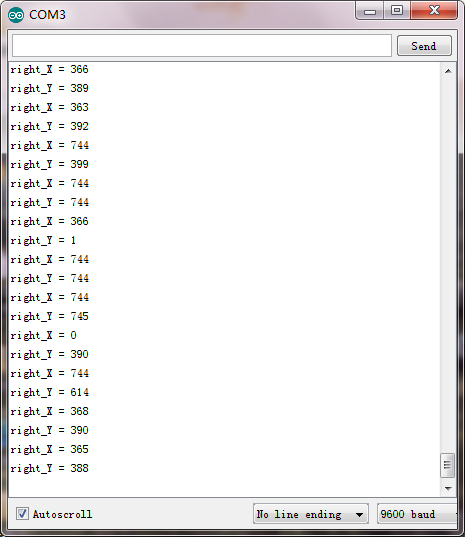 COM3
Send
right_X = 366
right_Y = 389
right_X = 363
right_Y = 392
right_X = 744
right_Y = 399
right_X = 744
right_Y = 744
right_X = 366
right_Y = 1
right_X = 744
right_Y = 744
right_X = 744
right_Y = 745
right_X = 0
right_Y = 390
right_X = 744
right_Y = 614
right_X = 368
right_Y = 390
right_X = 365
right_Y = 388
Autoscroll
No line ending
9600 baud